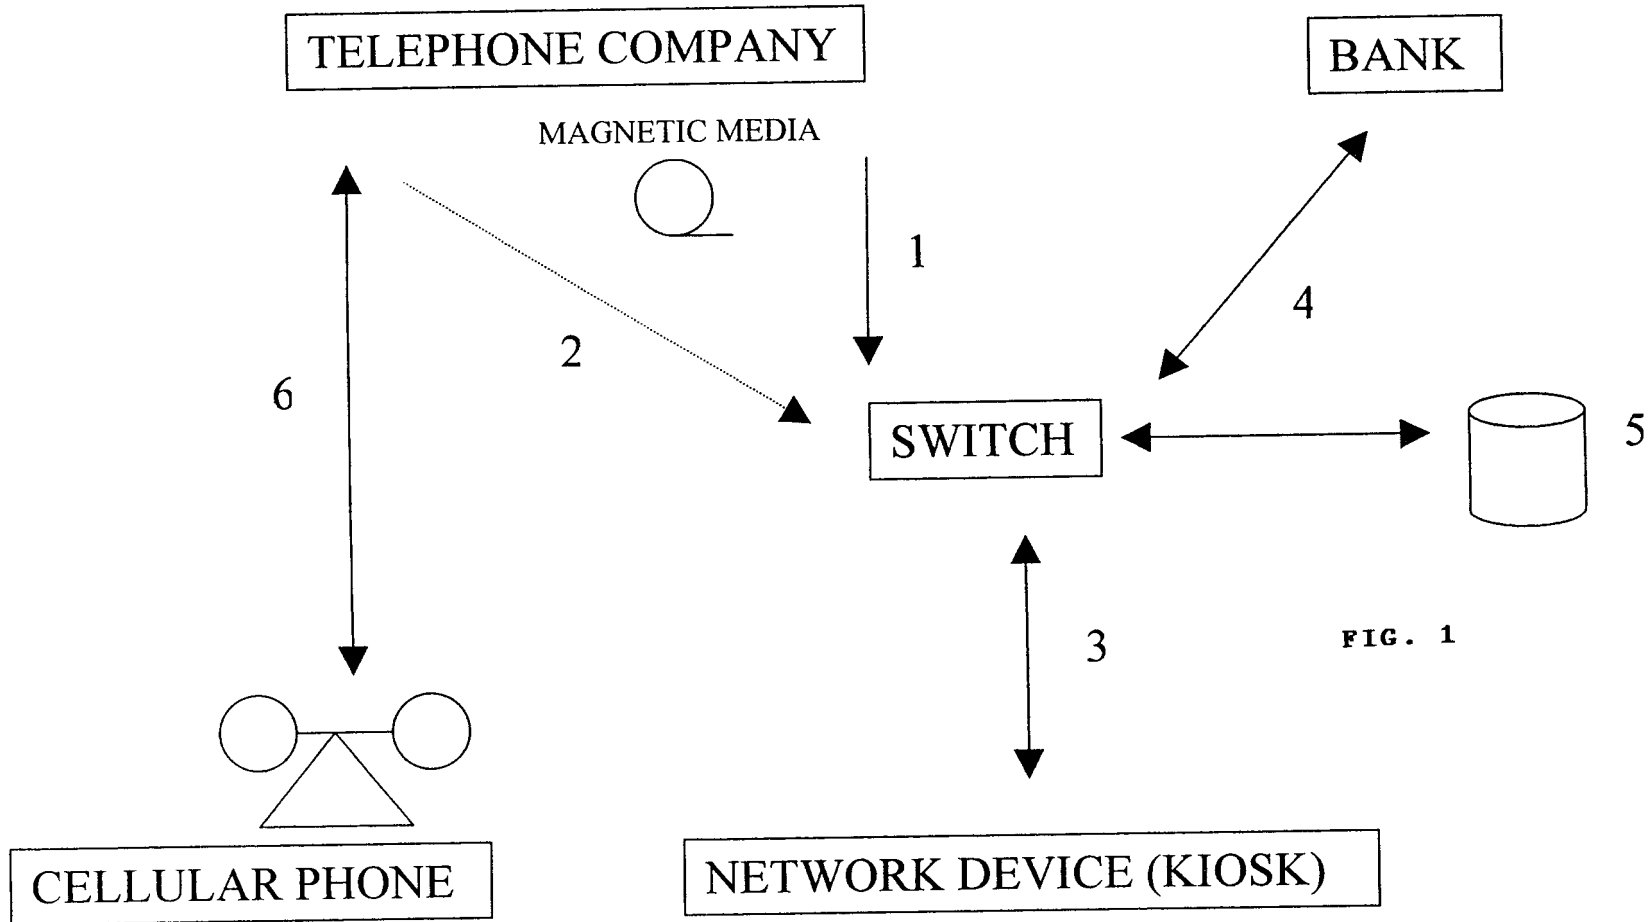 TELEPHONE COMPANY
BANK
MAGNETIC MEDIA
1
4
2
6
SWITCH
5
3
FIG. 1
CELLULAR PHONE
NETWORK DEVICE (KIOSK)